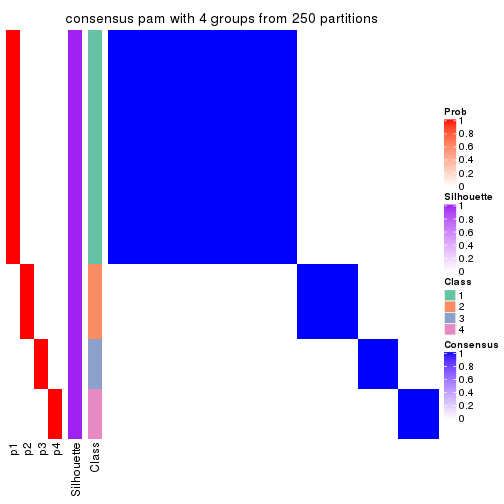 consensus pam with 4 groups from 250 partitions
Prob
1
0.8
0.6
0.4
0.2
0
Silhouette
1
0.8
0.6
0.4
0.2
0
Class
1
2
3
4
Consensus
1
0.8
0.6
0.4
0.2
0
p1
p2
p3
p4
Silhouette
Class